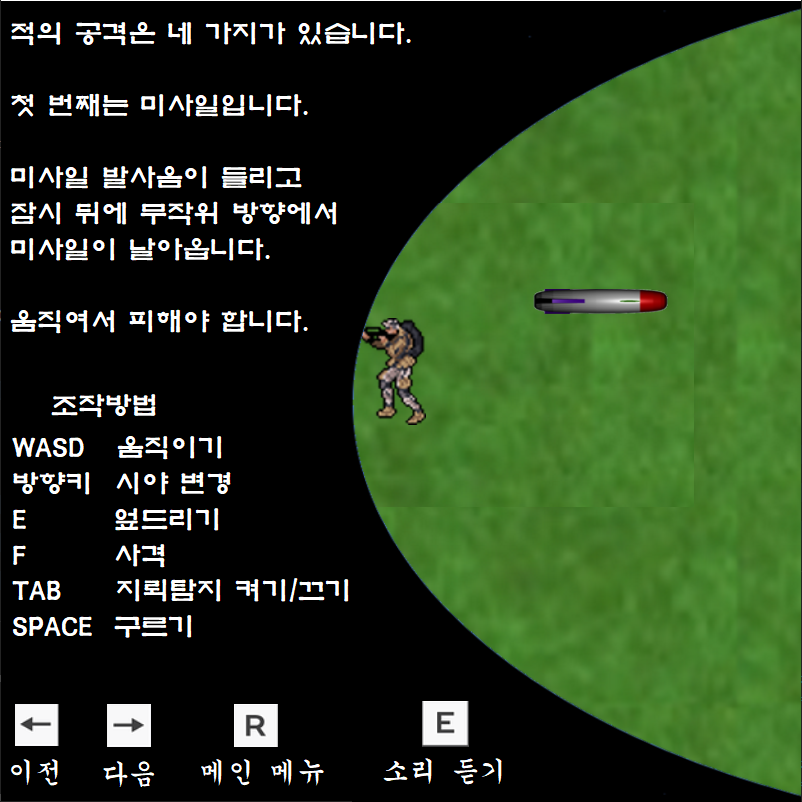 적의 공격은 네 가지가 있습니다.
첫 번째는 미사일입니다.
미사일 발사음이 들리고
잠시 뒤에 무작위 방향에서
미사일이 날아옵니다.
움직여서 피해야 합니다.
조작방법
WASD 움직이기
방향키 시야 변경
E 엎드리기
F 사격
TAB 지뢰탐지 켜기/끄기
SPACE 구르기
← → R E
이전 다음 메인 메뉴 소리 듣기